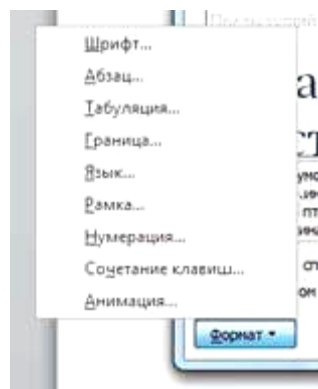 Шрифт...
Абзац...
Табуляция...
Граница...
Язык...
Рамка...
Нумерация...
Сочетание клавиш...
Анимация...
Формат